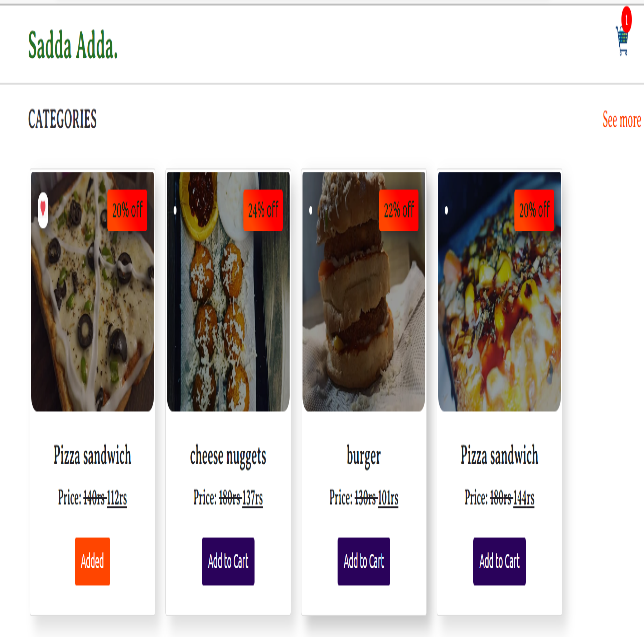 1
Sadda Adda.
CATEGORIES
See more
20% off
24% off
22% off
20% off
Pizza sandwich
cheese nuggets
burger
Pizza sandwich
Price: 140rs 112rs
Price: 180rs 137rs
Price: 130rs 101rs
Price: 180rs 144rs
Added
Add to Cart
Add to Cart
Add to Cart